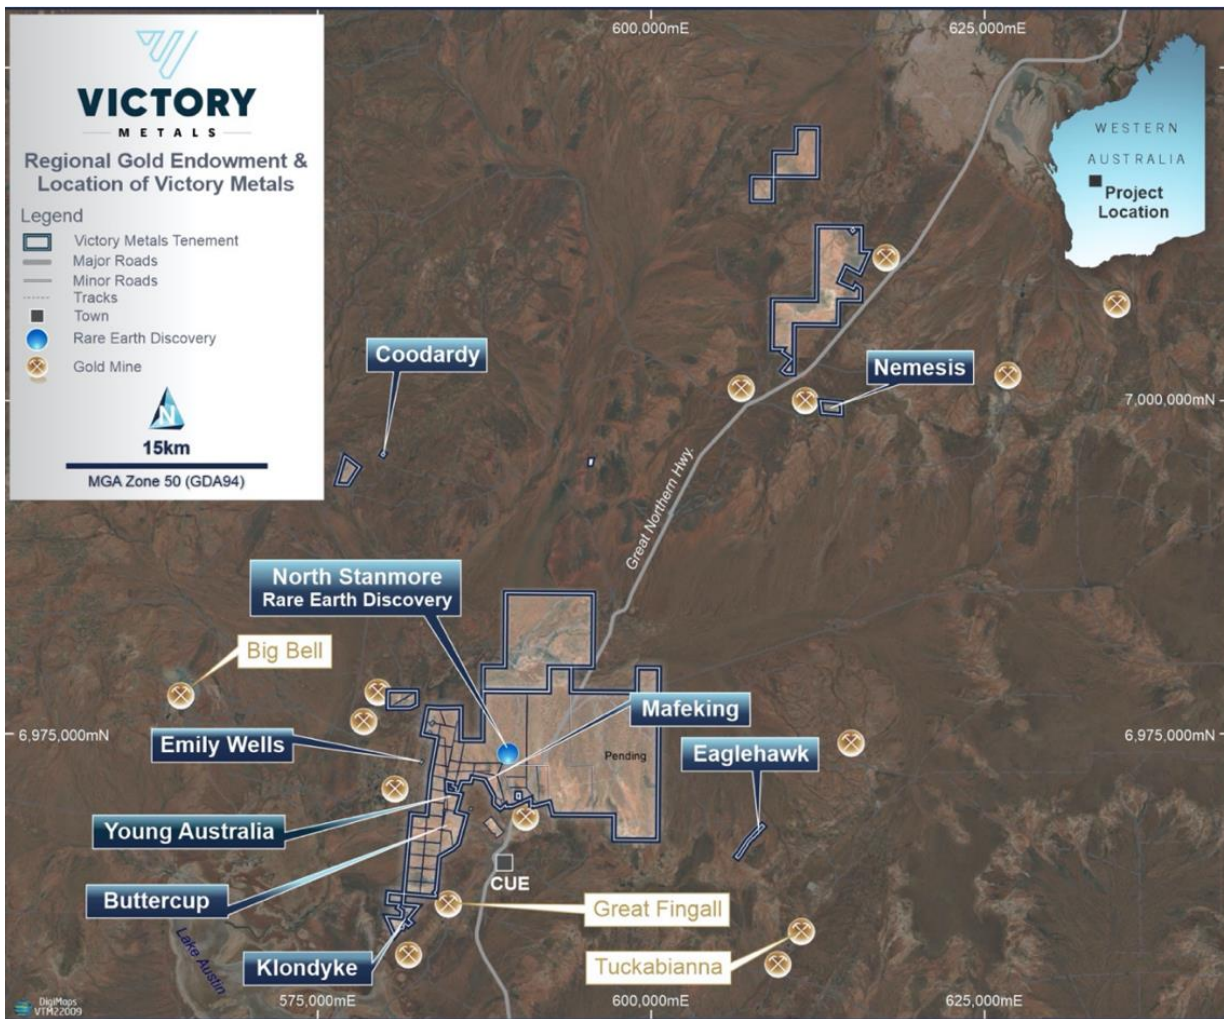 600,000mE
625,000mE
VICTORY
METALS
Regional Gold Endowment &
Location of Victory Metals
Legend
Victory Metals Tenement
Major Roads
Minor Roads
Tracks
Town
Rare Earth Discovery
Gold Mine
N
15km
MGA Zone 50 (GDA94)
WESTERN
AUSTRALIA
Project
Location
Coodardy
Nemesis
7,000,000mN
Great Northern Hwy.
North Stanmore
Rare Earth Discovery
Big Bell
Mafeking
6,975,000mN
6,975,000mN
Emily Wells
Pending
Eaglehawk
Young Australia
CUE
Buttercup
Great Fingall
Lake Austin
Klondyke
Tuckabianna
575,000mE
600,000mE
625,000mE
DigiMaps
VTM22009